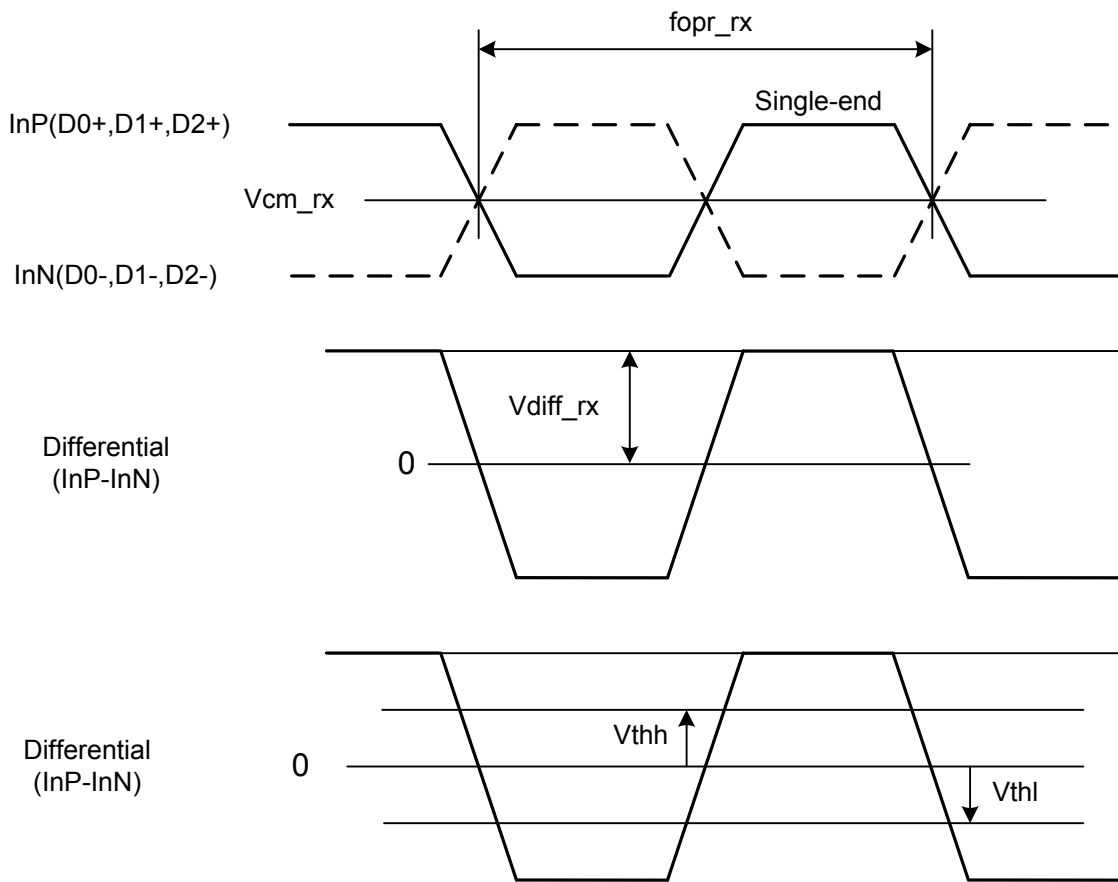 fopr_rx
InP(D0+,D1+,D2+)
Single-end
Vcm_rx
InN(D0-,D1-,D2-)
Vdiff_rx
Differential
(InP-InN)
0
Vthh
Differential
(InP-InN)
0
Vthl